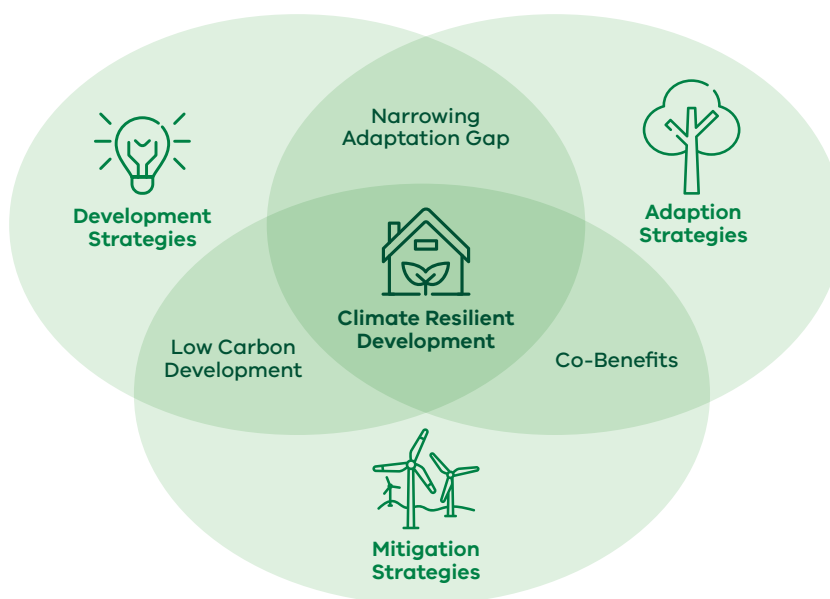 Narrowing
Adaptation Gap
Development
Strategies
Adaption
Strategies
Climate Resilient
Development
Low Carbon
Development
Co-Benefits
Mitigation
Strategies